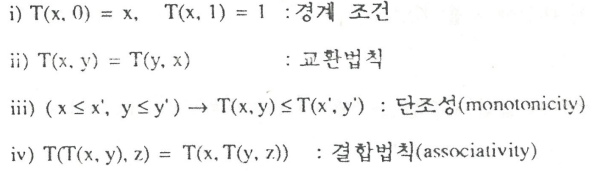 i) T(x, 0) = x, T(x, 1) = 1 :경계 조건
ii) T(x, y) = T(y, x) : 교환법칙
iii) ( x ≤ x', y ≤ y' ) → T(x, y) ≤ T(x', y') : 단조성(monotonicity)
iv) T(T(x, y), z) = T(x, T(y, z)) : 결합법칙(associativity)